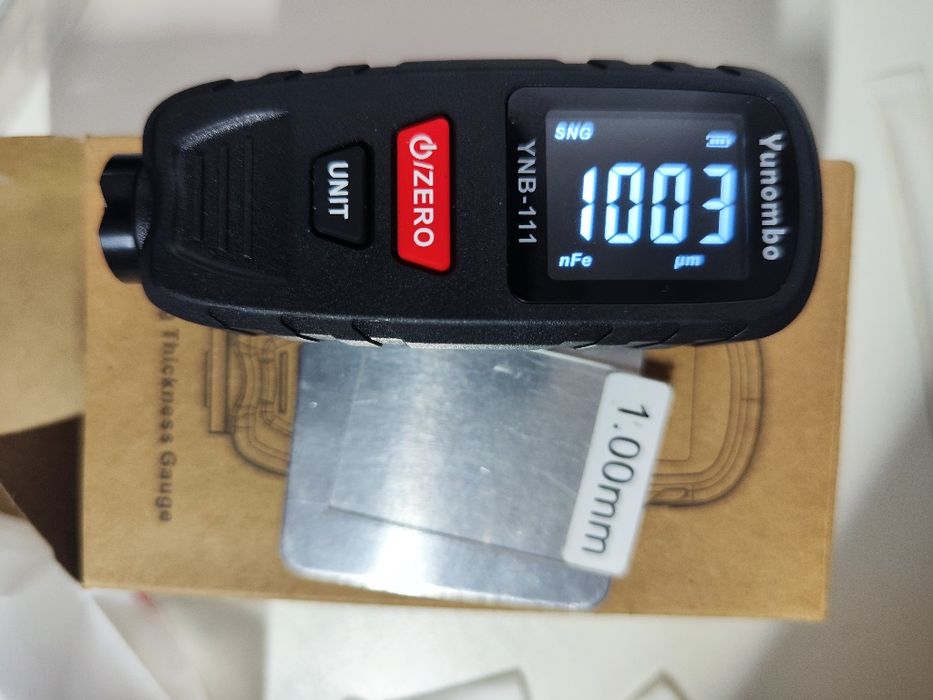 Yunombo
SNG
1003
nFe
µm
YNB-111
⏻/ZERO
UNIT
1.00mm
Thickness Gauge